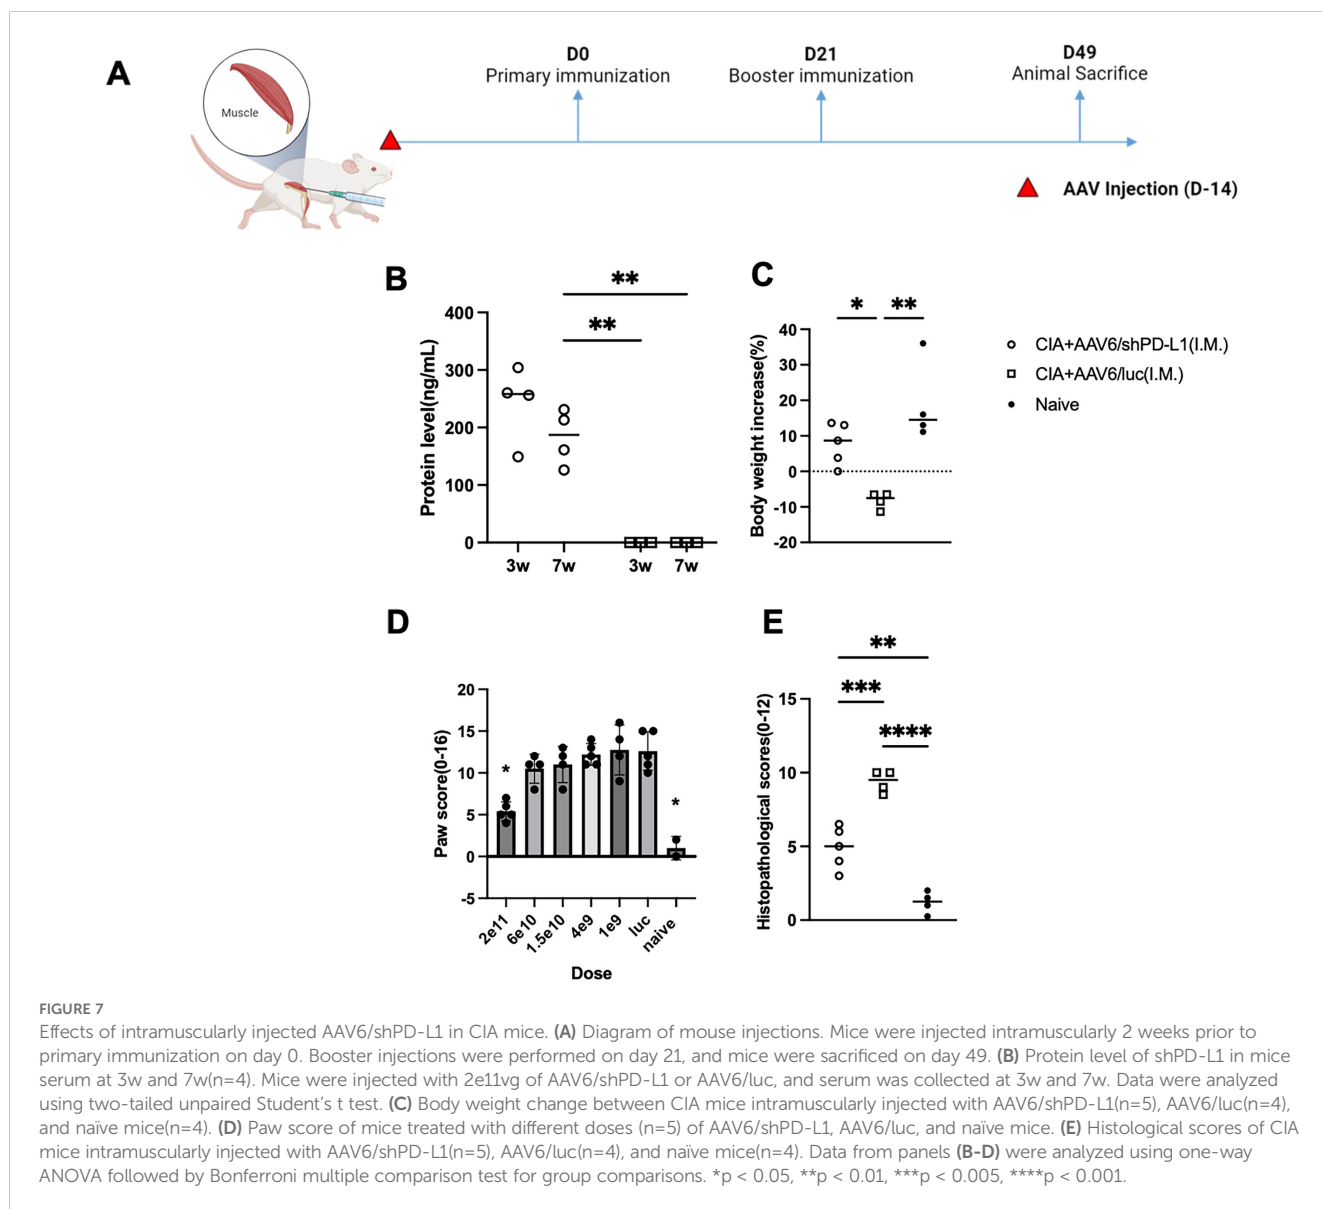 A
Muscle
D0
Primary immunization
D21
Booster immunization
D49
Animal Sacrifice
AAV Injection (D-14)
B
**
**
Protein level(ng/mL)
400
300
200
100
0
3w
7w
3w
7w
C
*
**
Body weight increase(%)
40
30
20
10
0
-10
-20
CIA+AAV6/shPD-L1(I.M.)
CIA+AAV6/luc(I.M.)
Naive
D
Paw score(0-16)
20
15
10
5
0
-5
*
*
2e11
6e10
1.5e10
4e9
1e9
luc
naive
Dose
E
**
***
****
Histopathological scores(0-12)
15
10
5
0
FIGURE 7
Effects of intramuscularly injected AAV6/shPD-L1 in CIA mice. (A) Diagram of mouse injections. Mice were injected intramuscularly 2 weeks prior to
primary immunization on day 0. Booster injections were performed on day 21, and mice were sacrificed on day 49. (B) Protein level of shPD-L1 in mice
serum at 3w and 7w(n=4). Mice were injected with 2e11vg of AAV6/shPD-L1 or AAV6/luc, and serum was collected at 3w and 7w. Data were analyzed
using two-tailed unpaired Student's t test. (C) Body weight change between CIA mice intramuscularly injected with AAV6/shPD-L1(n=5), AAV6/luc(n=4),
and naïve mice(n=4). (D) Paw score of mice treated with different doses (n=5) of AAV6/shPD-L1, AAV6/luc, and naïve mice. (E) Histological scores of CIA
mice intramuscularly injected with AAV6/shPD-L1(n=5), AAV6/luc(n=4), and naïve mice(n=4). Data from panels (B-D) were analyzed using one-way
ANOVA followed by Bonferroni multiple comparison test for group comparisons. *p < 0.05, **p < 0.01, ***p < 0.005, ****p < 0.001.